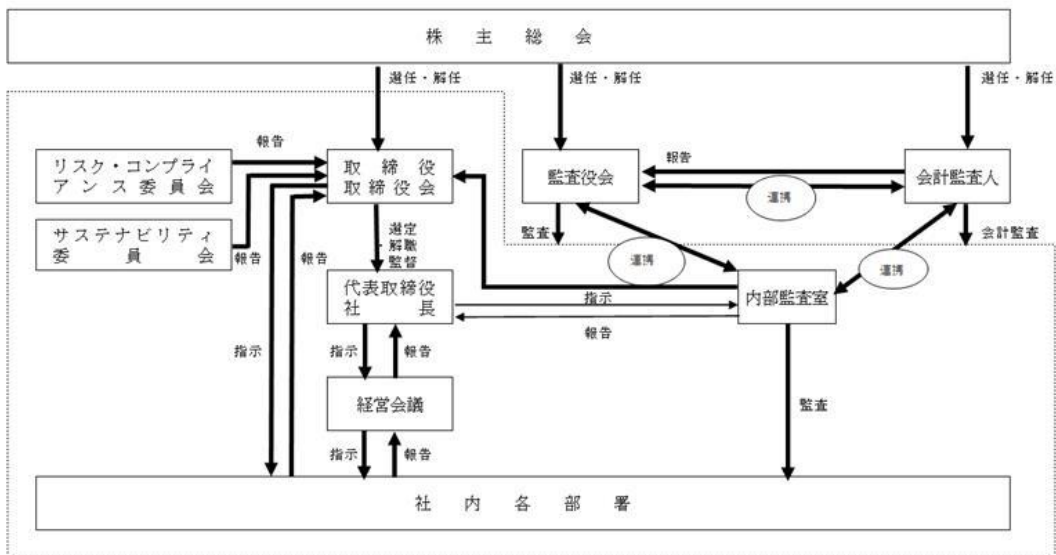 株主総会
選任・解任
選任・解任
選任・解任
報告
リスク・コンプライ
アンス委員会
取締役
取締役会
監査役会
報告
連携
会計監査人
サステナビリティ
委員会
報告
報告
選定
・解職
監督
監査
連携
会計監査
連携
代表取締役
社長
指示
報告
内部監査室
指示
指示
報告
経営会議
監査
指示
報告
社内各部署